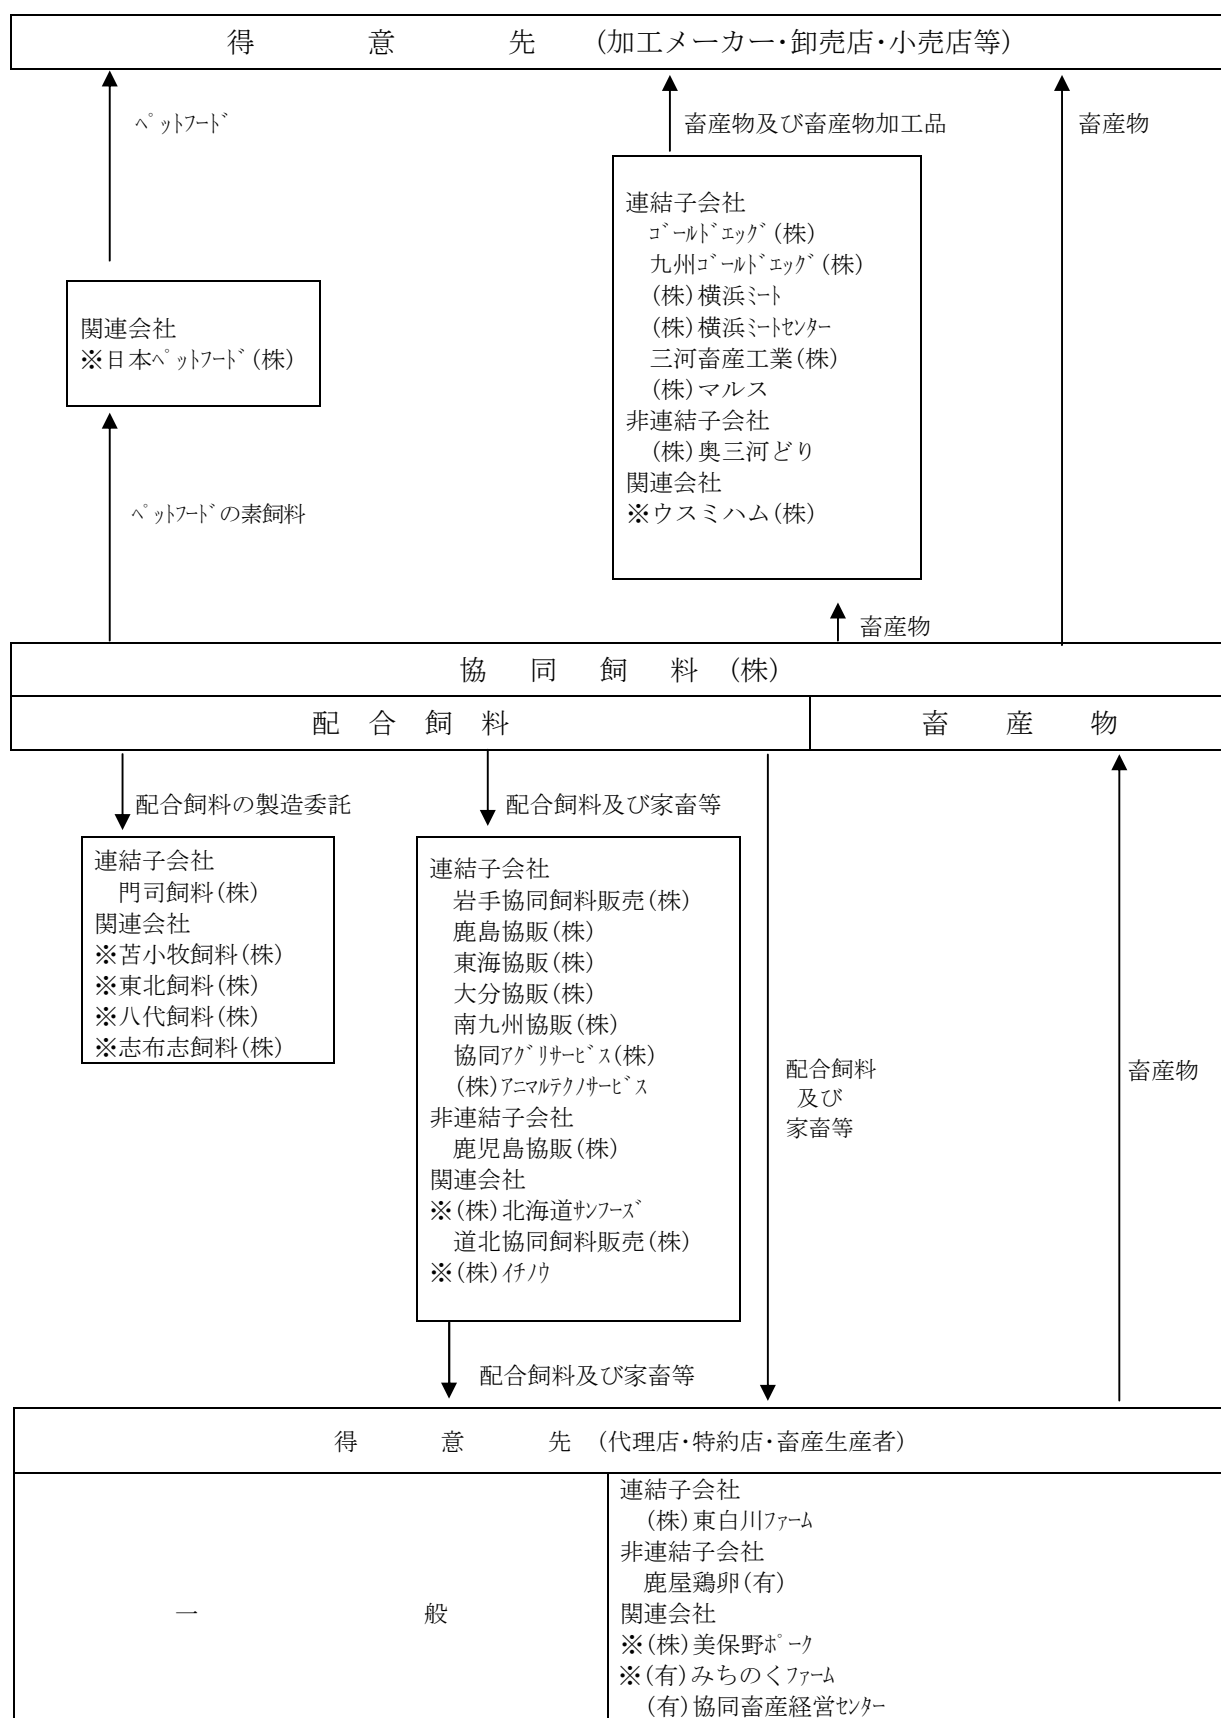 得意先 (加工メーカー・卸売店・小売店等)
ﾍﾟｯﾄﾌｰﾄﾞ
畜産物及び畜産物加工品
畜産物
連結子会社
ｺﾞｰﾙﾄﾞｴｯｸﾞ(株)
九州ｺﾞｰﾙﾄﾞｴｯｸﾞ(株)
(株)横浜ﾐｰﾄ
(株)横浜ﾐｰﾄｾﾝﾀｰ
三河畜産工業(株)
(株)マルス
非連結子会社
(株)奥三河どり
関連会社
※ウスミハム(株)
関連会社
※日本ﾍﾟｯﾄﾌｰﾄﾞ(株)
ﾍﾟｯﾄﾌｰﾄﾞの素飼料
畜産物
協同飼料(株)
配合飼料
畜産物
配合飼料の製造委託
連結子会社
門司飼料(株)
関連会社
※苫小牧飼料(株)
※東北飼料(株)
※八代飼料(株)
※志布志飼料(株)
配合飼料及び家畜等
連結子会社
岩手協同飼料販売(株)
鹿島協販(株)
東海協販(株)
大分協販(株)
南九州協販(株)
協同ｱｸﾞﾘｻｰﾋﾞｽ(株)
(株)ｱﾆﾏﾙﾃｸﾉｻｰﾋﾞｽ
非連結子会社
鹿児島協販(株)
関連会社
※(株)北海道ｻﾝﾌｰｽﾞ
道北協同飼料販売(株)
※(株)ｲﾁﾉｳ
配合飼料
及び
家畜等
畜産物
配合飼料及び家畜等
得意先 (代理店・特約店・畜産生産者)
一般
連結子会社
(株)東白川ﾌｧｰﾑ
非連結子会社
鹿屋鶏卵(有)
関連会社
※(株)美保野ﾎﾟｰｸ
※(有)みちのくﾌｧｰﾑ
(有)協同畜産経営ｾﾝﾀｰ